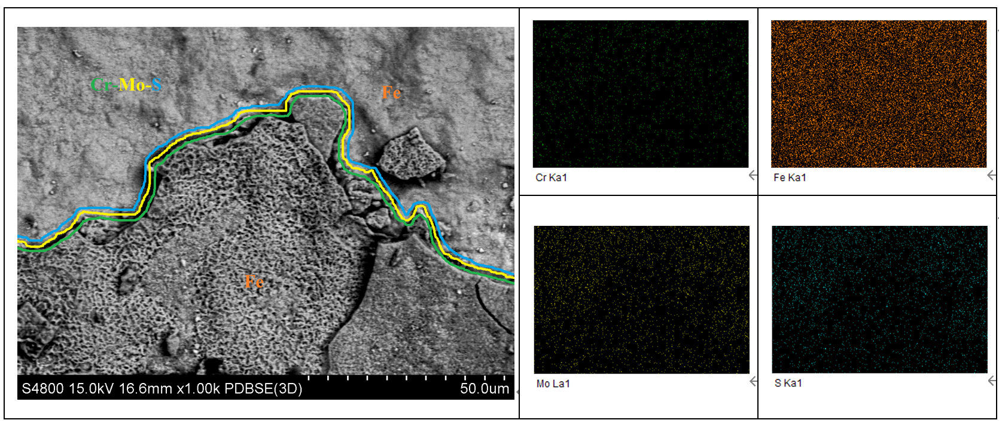 Cr-Mo-S
Fe
Fe
S4800 15.0kV 16.6mm x1.00k PDBSE(3D)
50.0um
Cr Ka1
Fe Ka1
Mo La1
S Ka1